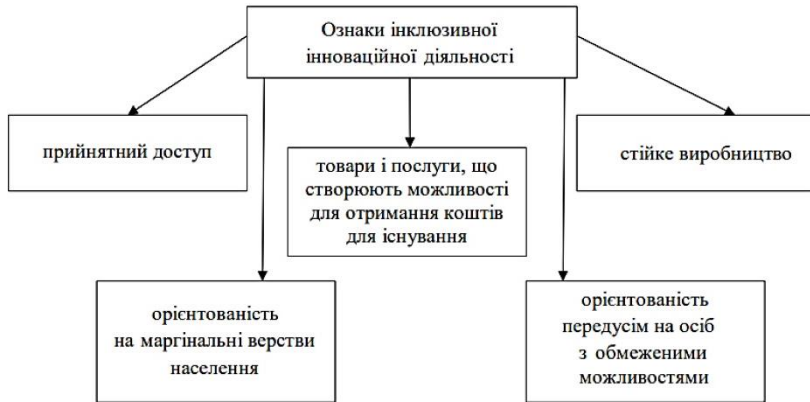 Ознаки інклюзивної
інноваційної діяльності
прийнятний доступ
товари і послуги, що
створюють можливості
для отримання коштів
для існування
стійке виробництво
орієнтованість
на маргінальні верстви
населення
орієнтованість
передусім на осіб
з обмеженими
можливостями